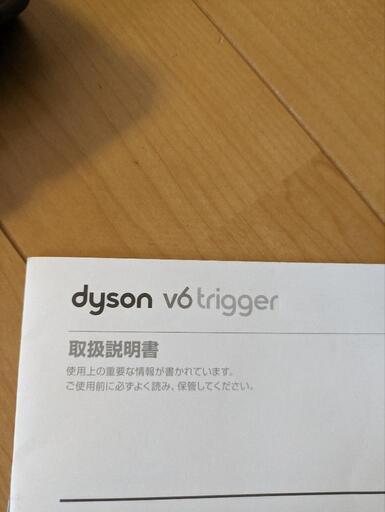 dyson v6 trigger
取扱説明書
使用上の重要な情報が書かれています。
ご使用前に必ずよく読み、保管してください。